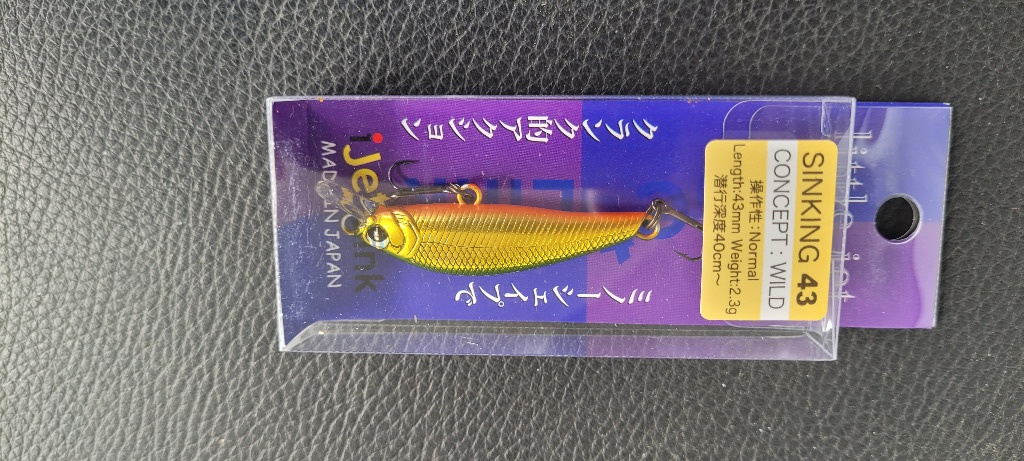 little jet
SINKING 43
CONCEPT : WILD
操作性:Normal
Length:43mm Weight:2.3g
潜行深度40cm～
ミノーシェイプで
クランク的アクション
MADE IN JAPAN